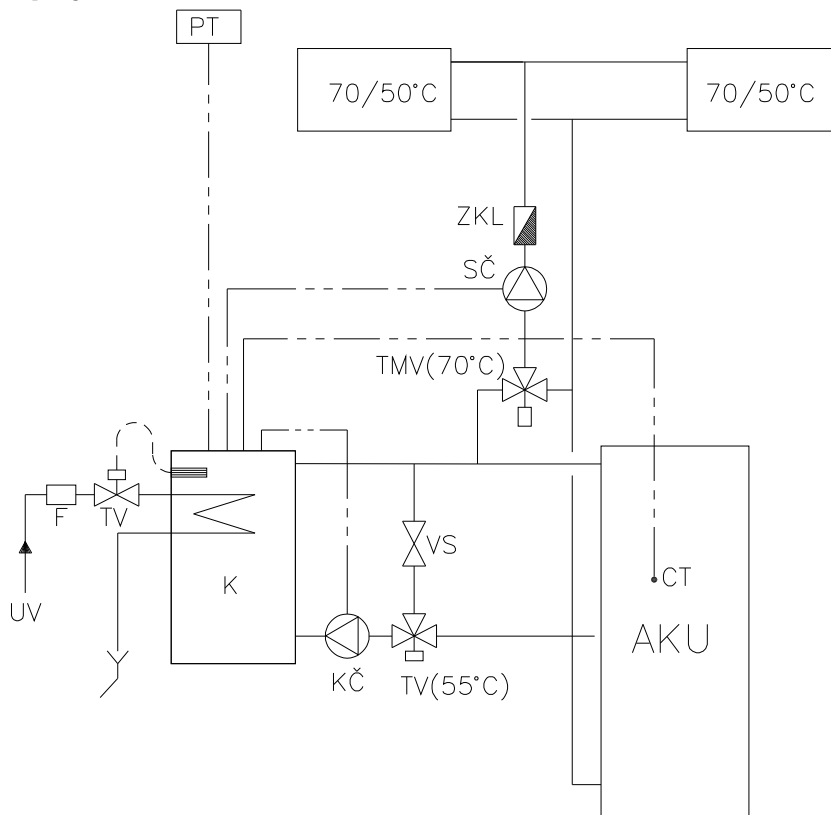 PT
70/50°C
70/50°C
ZKL
SČ
TMV(70°C)
F
TV
VS
K
CT
UV
AKU
KČ
TV(55°C)